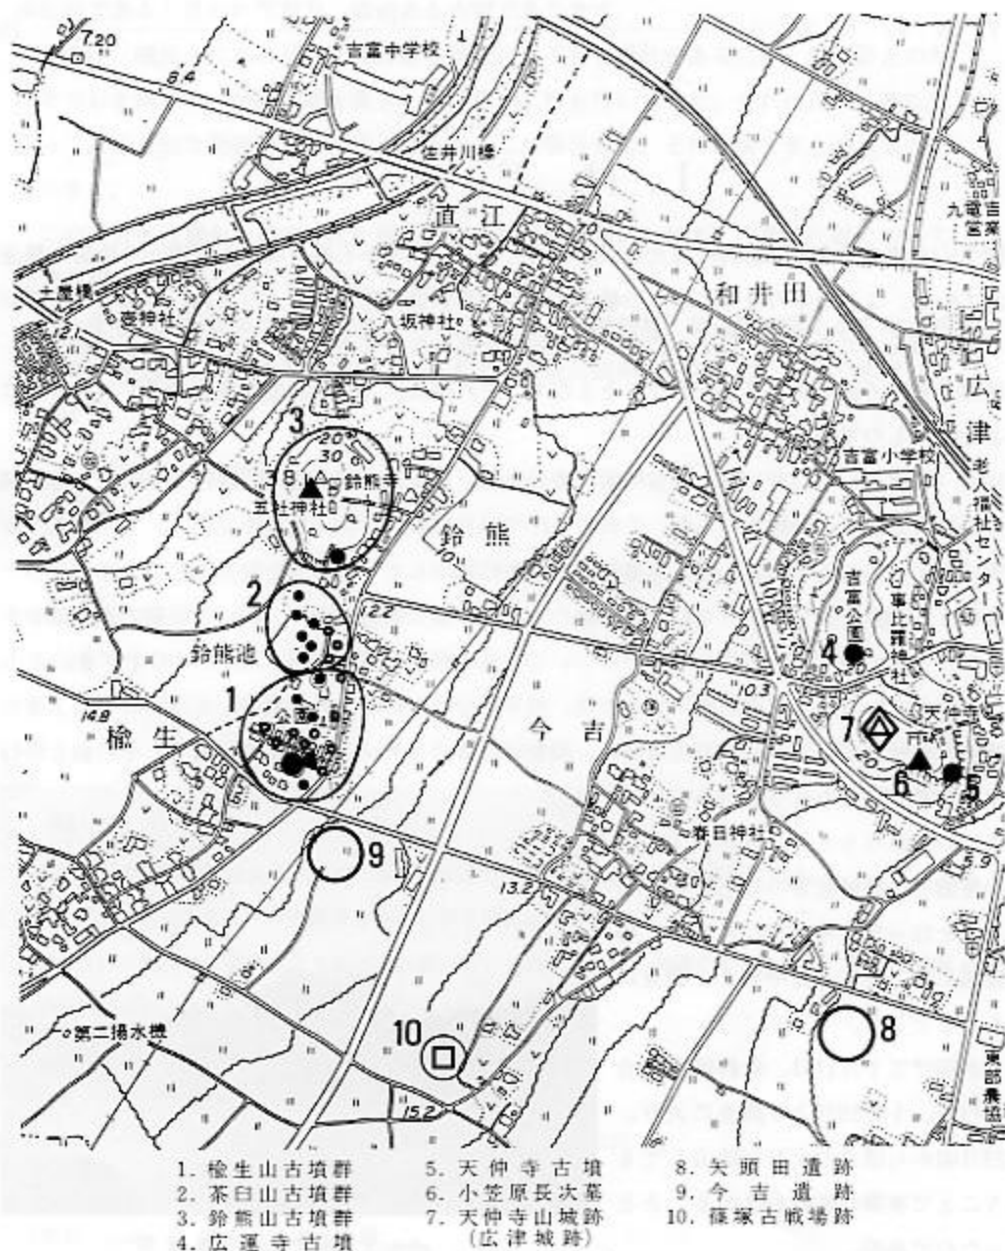 720
8.4
吉富中学校
佐井川橋
直江
70
九電営業
吉
土屋橋
壱神社
12.1
八坂神社
和井田
広津
3
20
30
38.1
鈴熊寺
五社神社
鈴熊
10
吉富小学校
老人福祉センター
2
12.2
鈴熊池
1
公園
14.8
楡生
今吉
10.3
吉富公園
事比羅神社
4
天仲寺
7
20
6
5
5.9
春日神社
9
13.2
第二揚水機
10
15.2
8
東部農協
1. 楡生山古墳群
2. 茶臼山古墳群
3. 鈴熊山古墳群
4. 広運寺古墳
5. 天仲寺古墳
6. 小笠原長次墓
7. 天仲寺山城跡
(広津城跡)
8. 矢頭田遺跡
9. 今吉遺跡
10. 篠塚古戦場跡